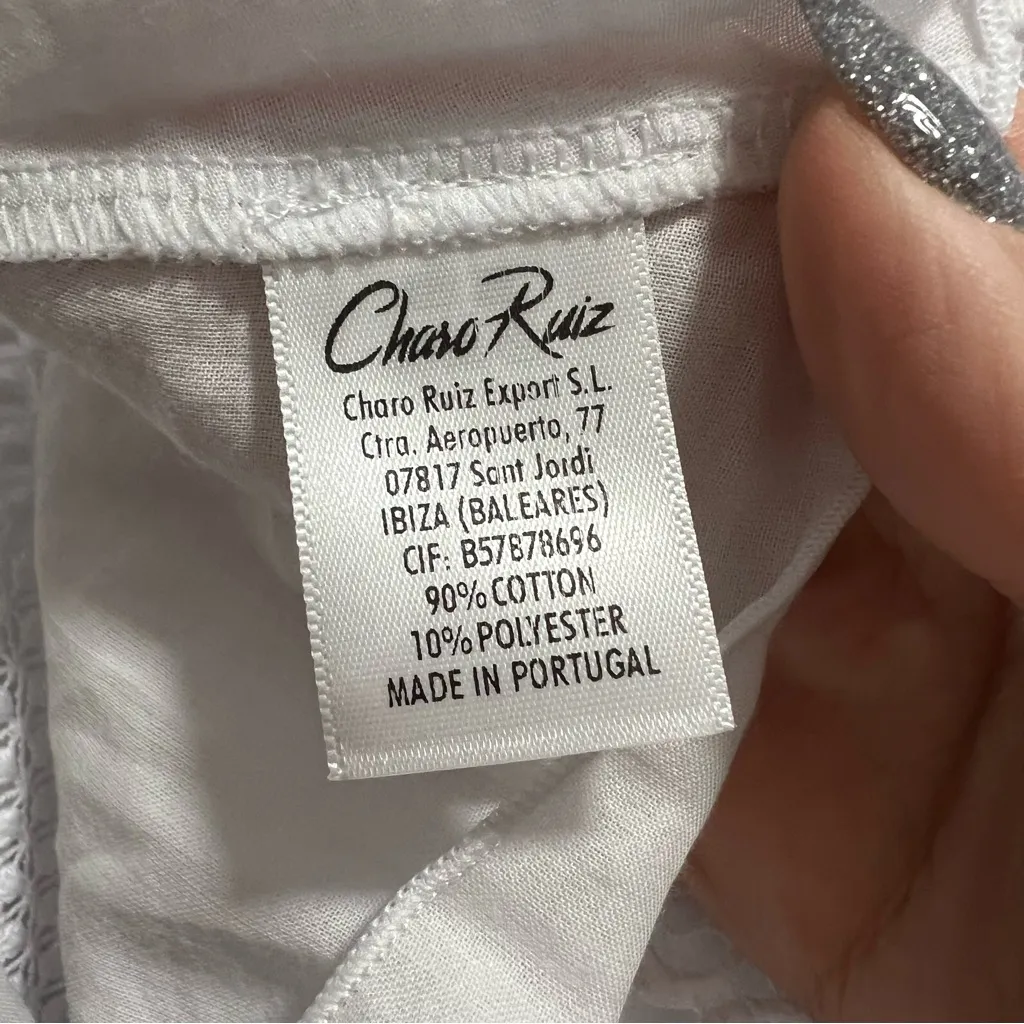 Charo Ruiz
Charo Ruiz Export S.L.
Ctra. Aeropuerto, 77
07817 Sant Jordi
IBIZA (BALEARES)
CIF: B57878696
90% COTTON
10% POLYESTER
MADE IN PORTUGAL